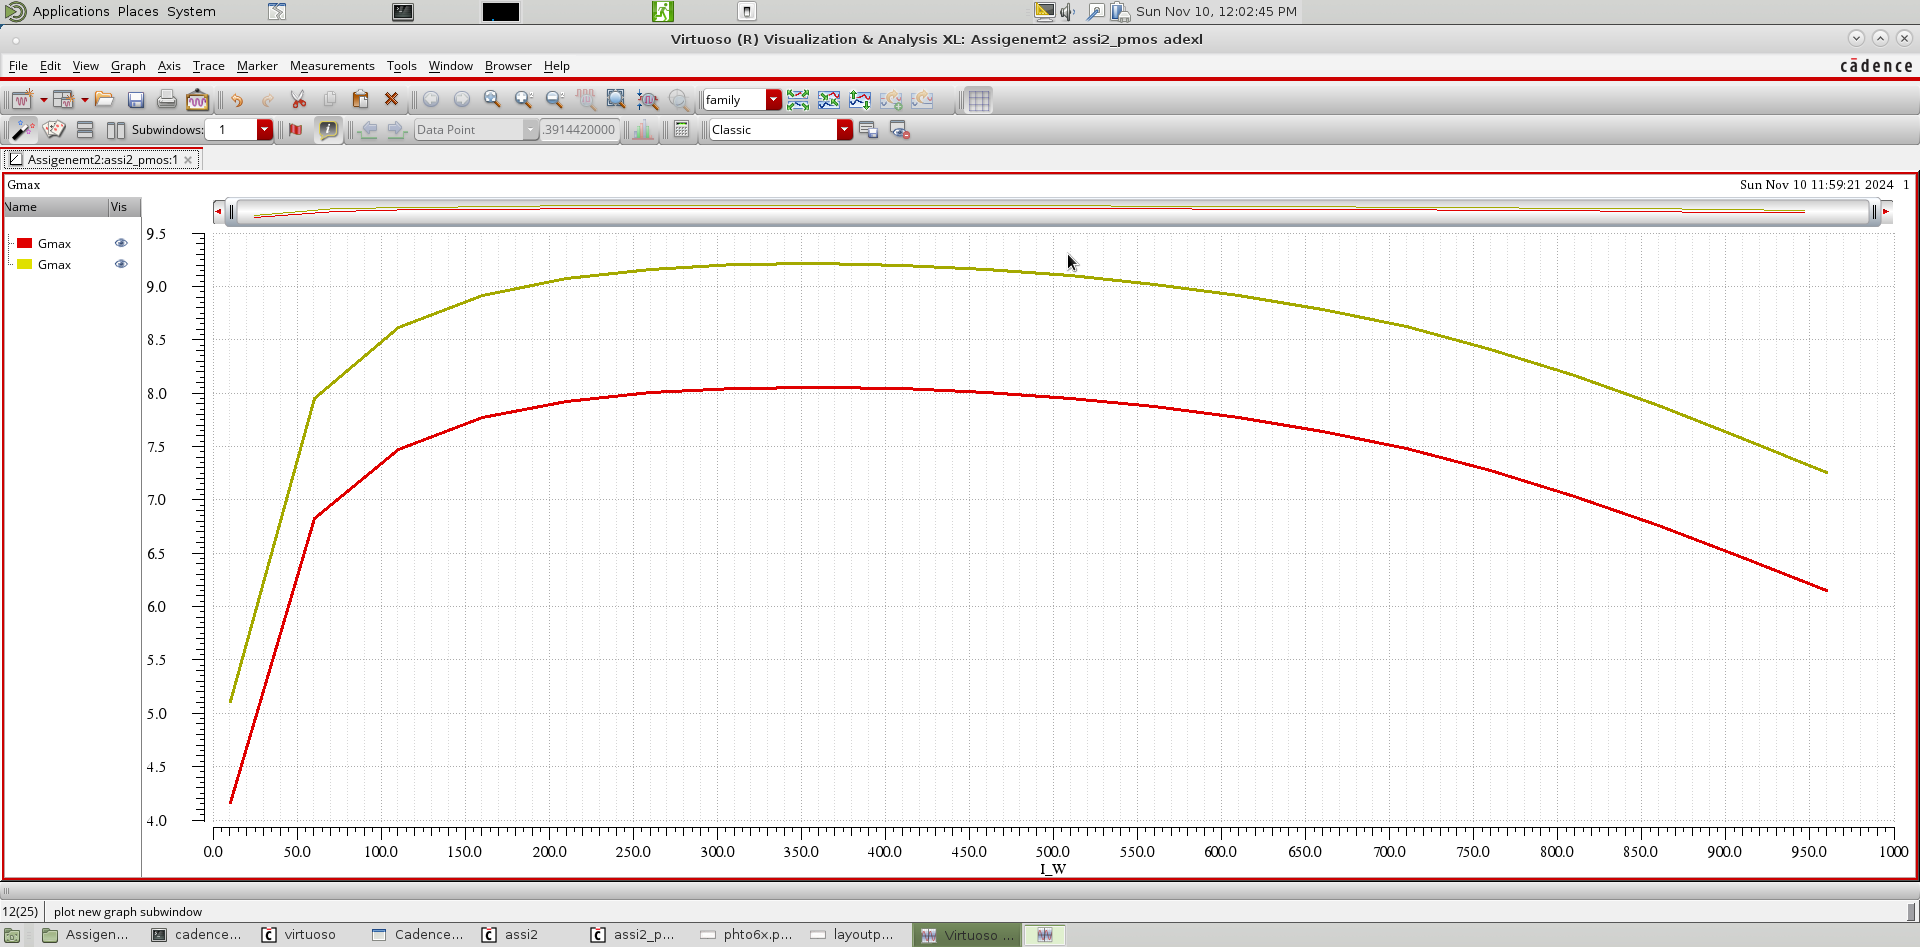 Applications Places System
Sun Nov 10, 12:02:45 PM
Virtuoso (R) Visualization & Analysis XL: Assigenemt2 assi2_pmos adexl
File Edit View Graph Axis Trace Marker Measurements Tools Window Browser Help
cādence
family
Subwindows: 1
Data Point
.3914420000
Classic
Assigenemt2:assi2_pmos:1
Gmax
Sun Nov 10 11:59:21 2024 1
Name Vis
Gmax
Gmax
9.5
9.0
8.5
8.0
7.5
7.0
6.5
6.0
5.5
5.0
4.5
4.0
0.0 50.0 100.0 150.0 200.0 250.0 300.0 350.0 400.0 450.0 500.0 550.0 600.0 650.0 700.0 750.0 800.0 850.0 900.0 950.0 1000
I_W
12(25) plot new graph subwindow
Assigen... cadence... virtuoso Cadence... assi2 assi2_p... phto6x.p... layoutp... Virtuoso ...